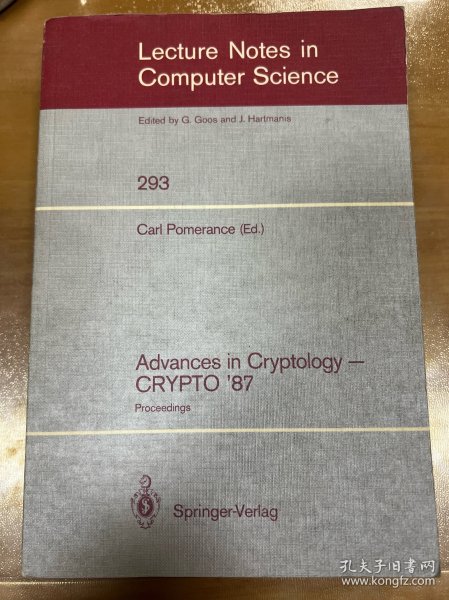 Lecture Notes in
Computer Science
Edited by G. Goos and J. Hartmanis
293
Carl Pomerance (Ed.)
Advances in Cryptology —
CRYPTO '87
Proceedings
Springer-Verlag
孔夫子旧书网
www.kongfz.com